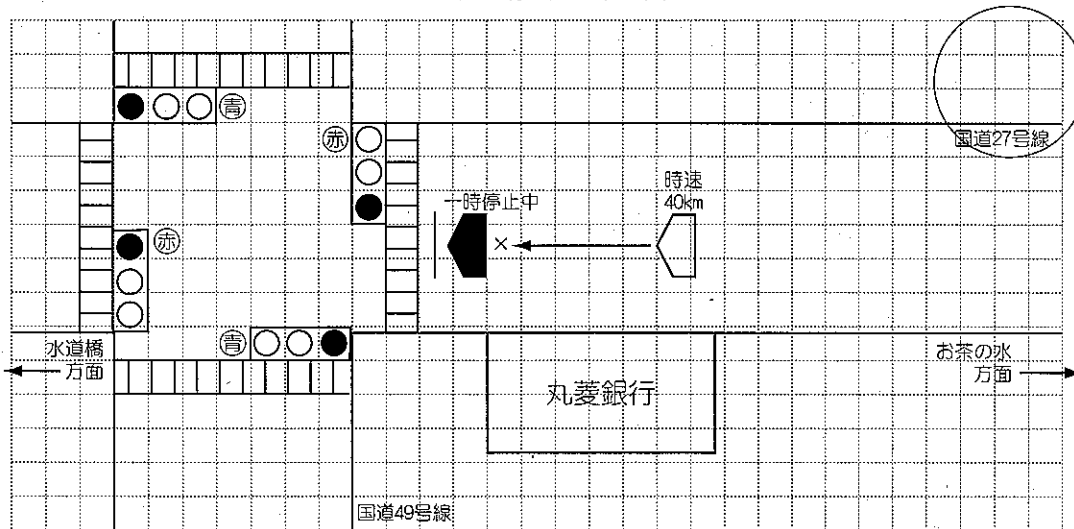 青
赤
国道27号線
時速
40km
一時停止中
×
赤
青
水道橋
方面
お茶の水
方面
丸菱銀行
国道49号線